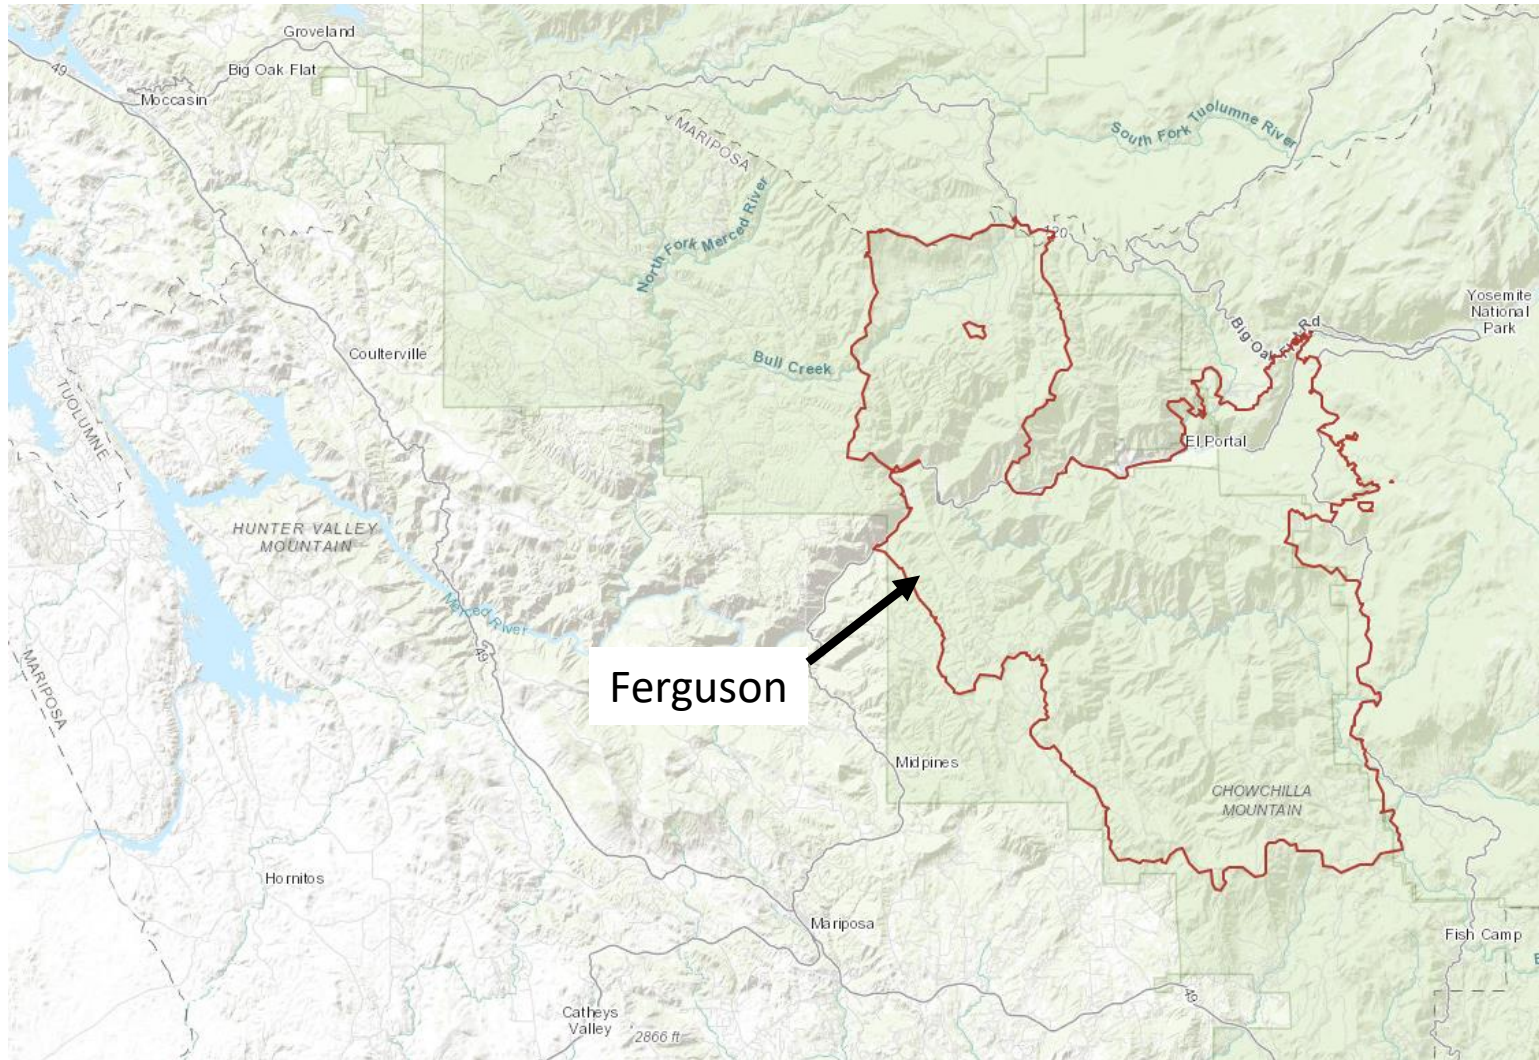 Groveland
Big Oak Flat
49
Moccasin
MARIPOSA
South Fork Tuolumne River
North Fork Merced River
120
Yosemite
National
Park
Big Oak Flat Rd
Coulterville
Bull Creek
TUOLUMNE
El Portal
HUNTER VALLEY
MOUNTAIN
Merced River
49
Ferguson
MARIPOSA
Midpines
CHOWCHILLA
MOUNTAIN
Hornitos
Mariposa
Fish Camp
49
Catheys
Valley
2866 ft